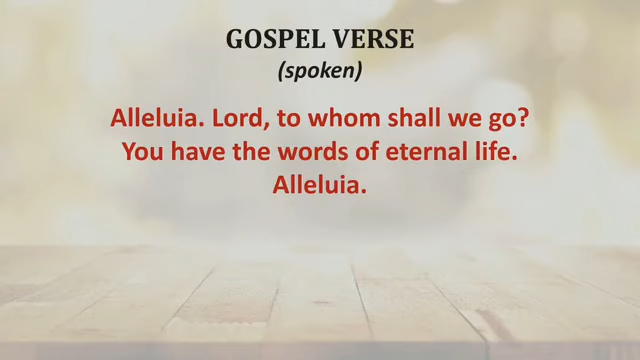 GOSPEL VERSE
(spoken)
Alleluia. Lord, to whom shall we go?
You have the words of eternal life.
Alleluia.